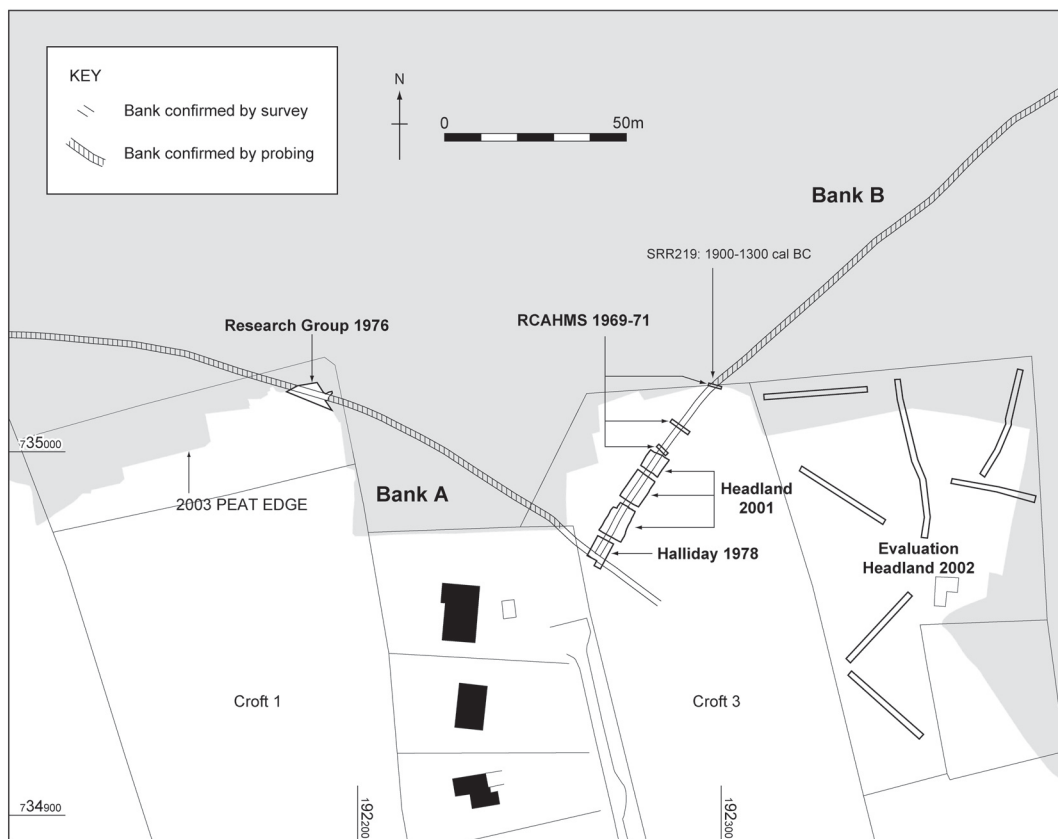 KEY
Bank confirmed by survey
Bank confirmed by probing
N
0
50m
Bank B
SRR219: 1900-1300 cal BC
Research Group 1976
RCAHMS 1969-71
735000
2003 PEAT EDGE
Bank A
Headland
2001
Halliday 1978
Evaluation
Headland 2002
Croft 1
Croft 3
734900
192200
192300